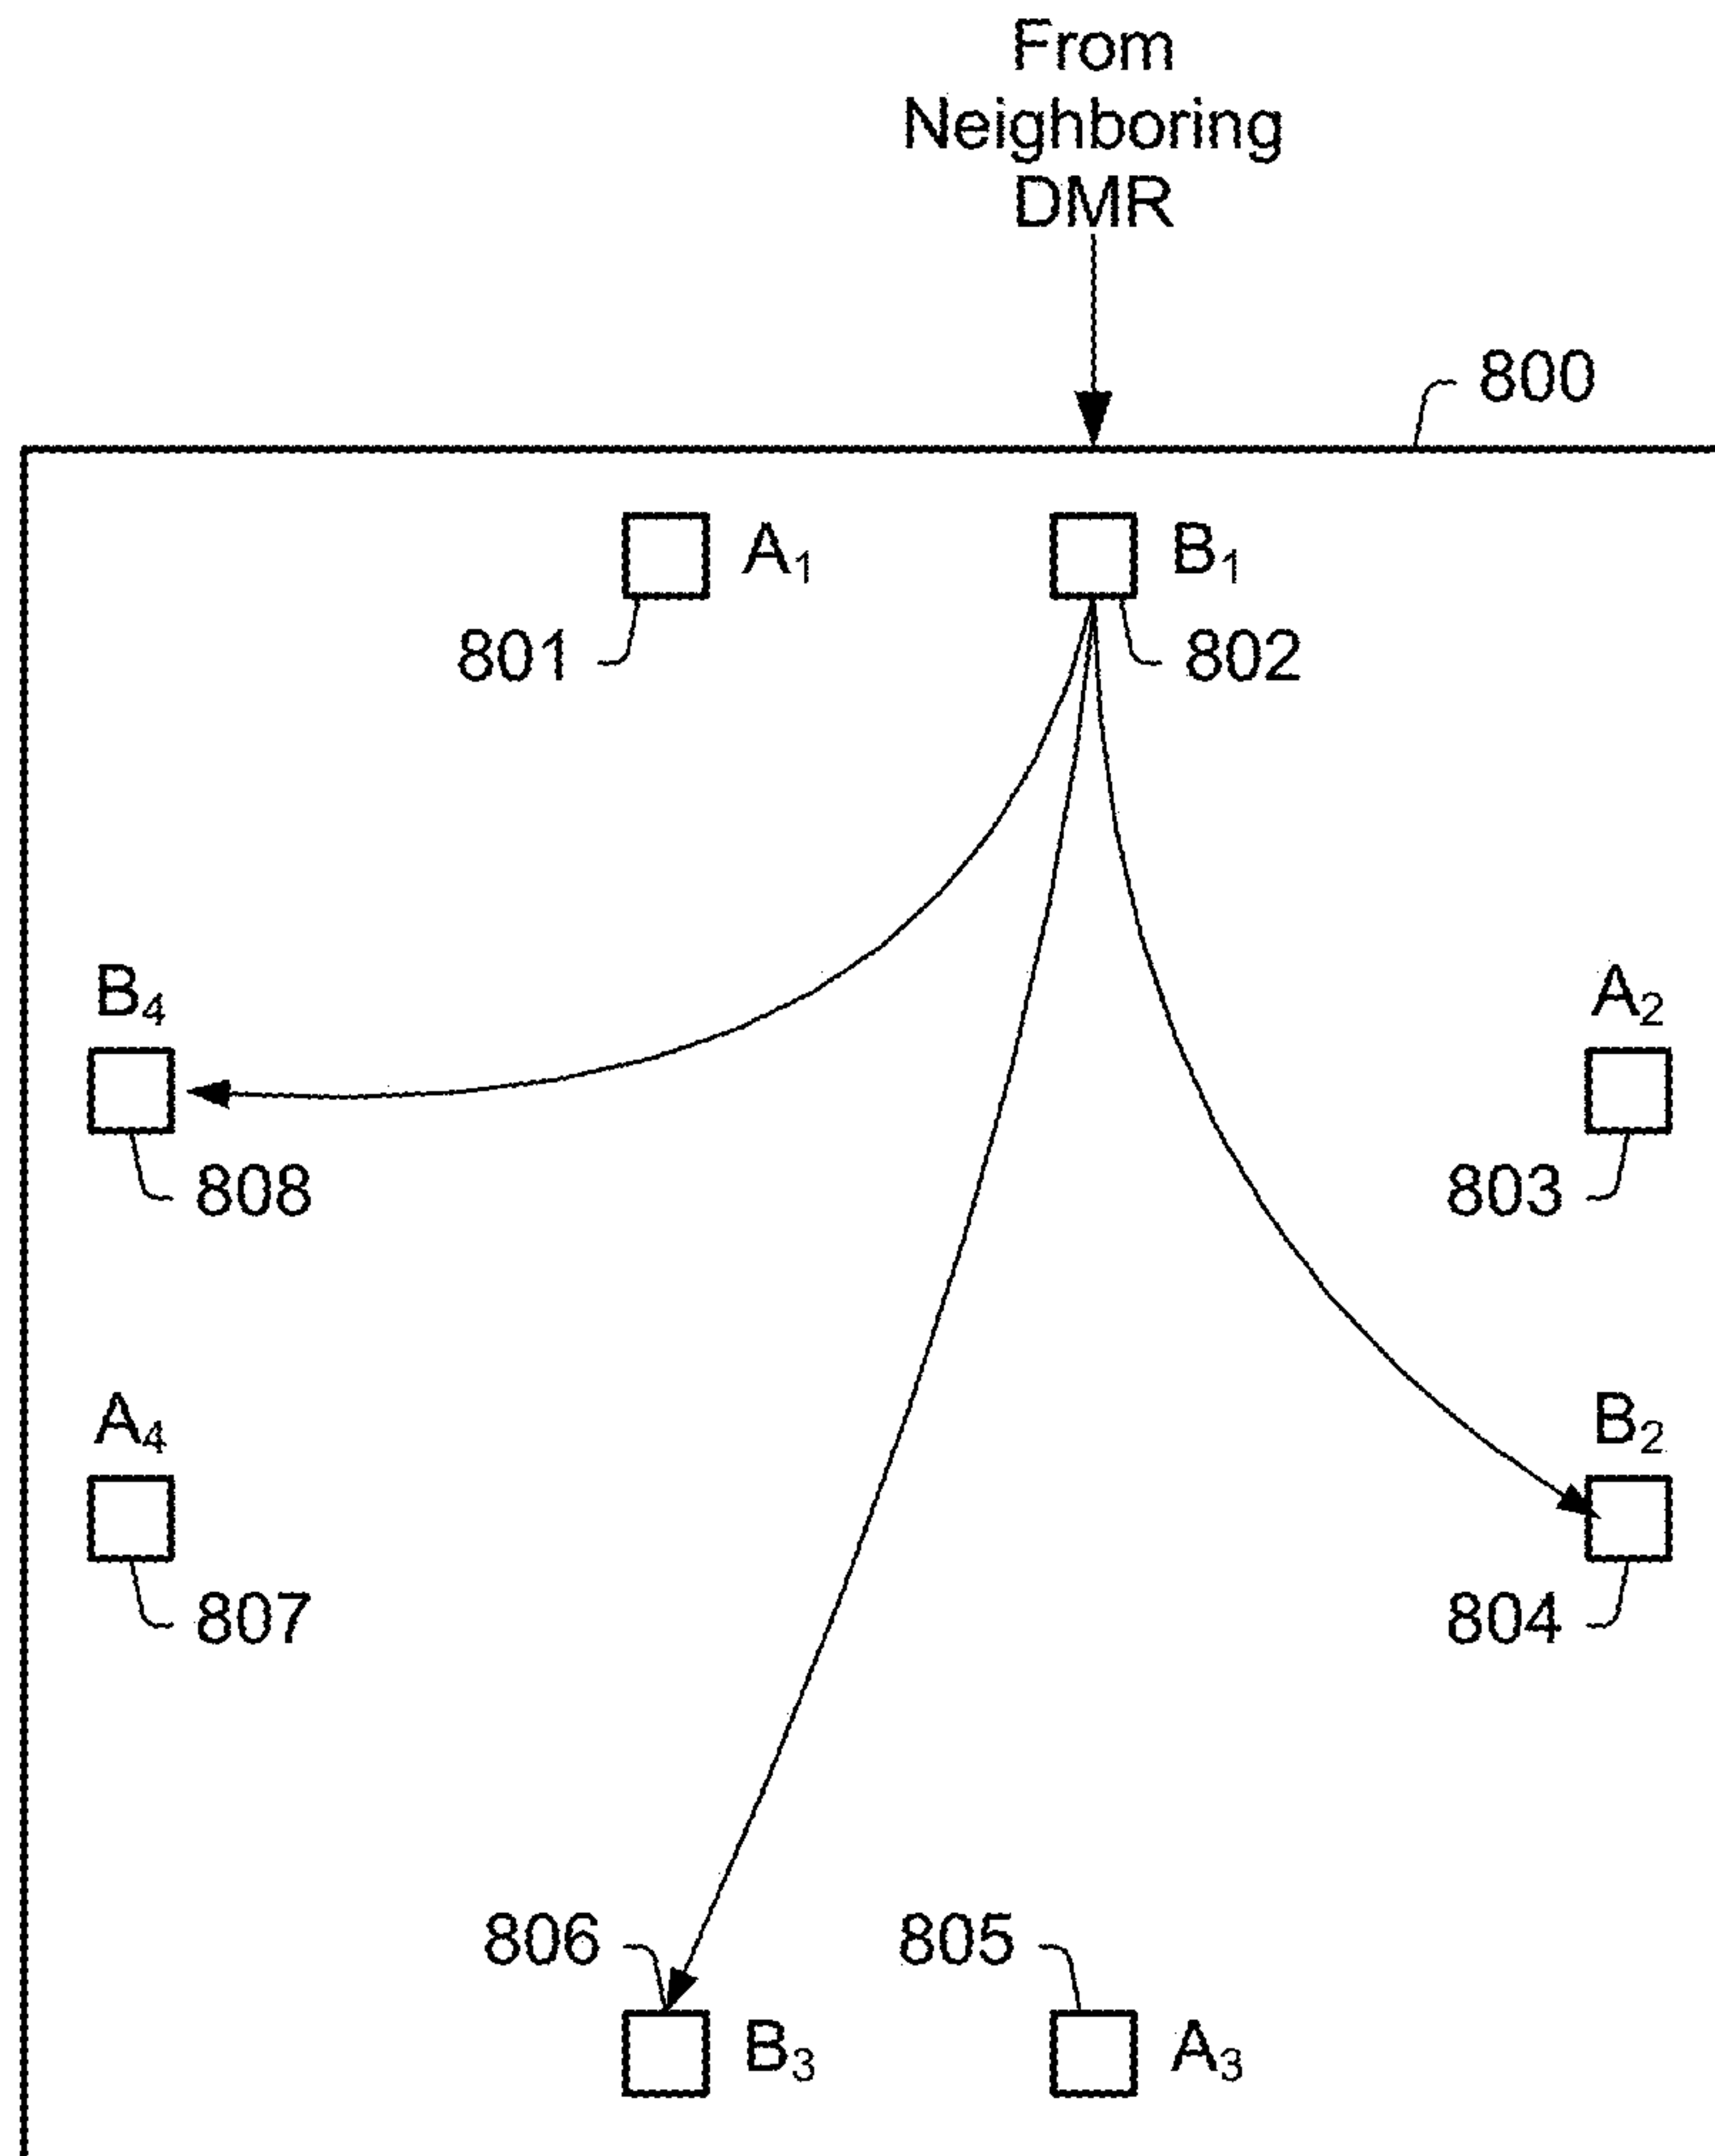 From
Neighboring
DMR
800
A₁
B₁
801
802
B₄
A₂
808
803
A₄
B₂
807
804
806
805
B₃
A₃